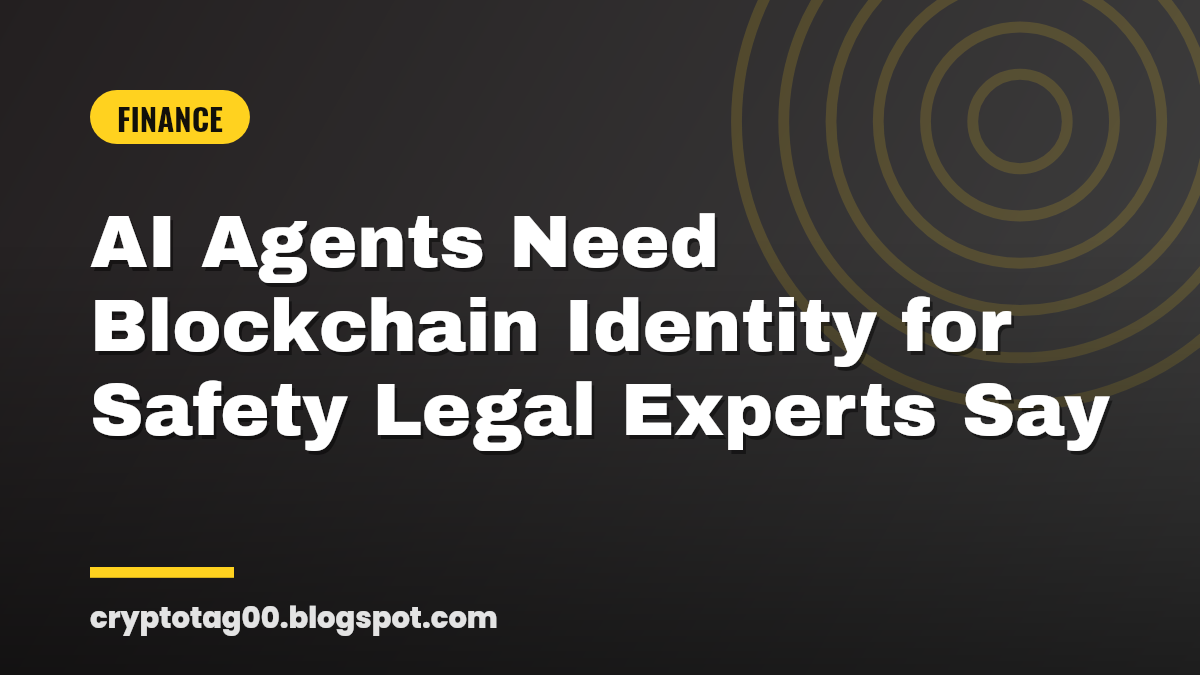 FINANCE
AI Agents Need
Blockchain Identity for
Safety Legal Experts Say
cryptotag00.blogspot.com